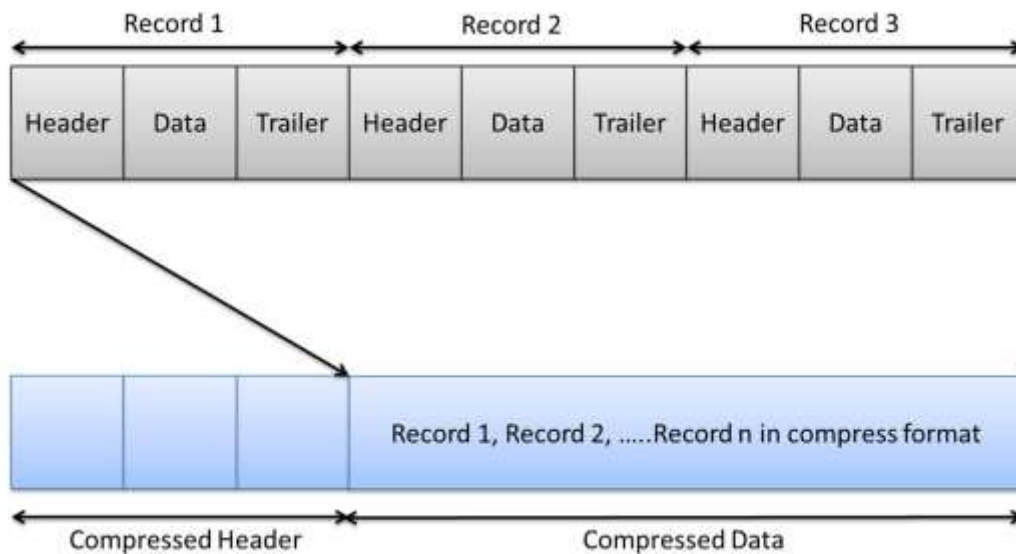 Record 1 Record 2 Record 3
Header Data Trailer Header Data Trailer Header Data Trailer
Record 1, Record 2, .....Record n in compress format
Compressed Header Compressed Data